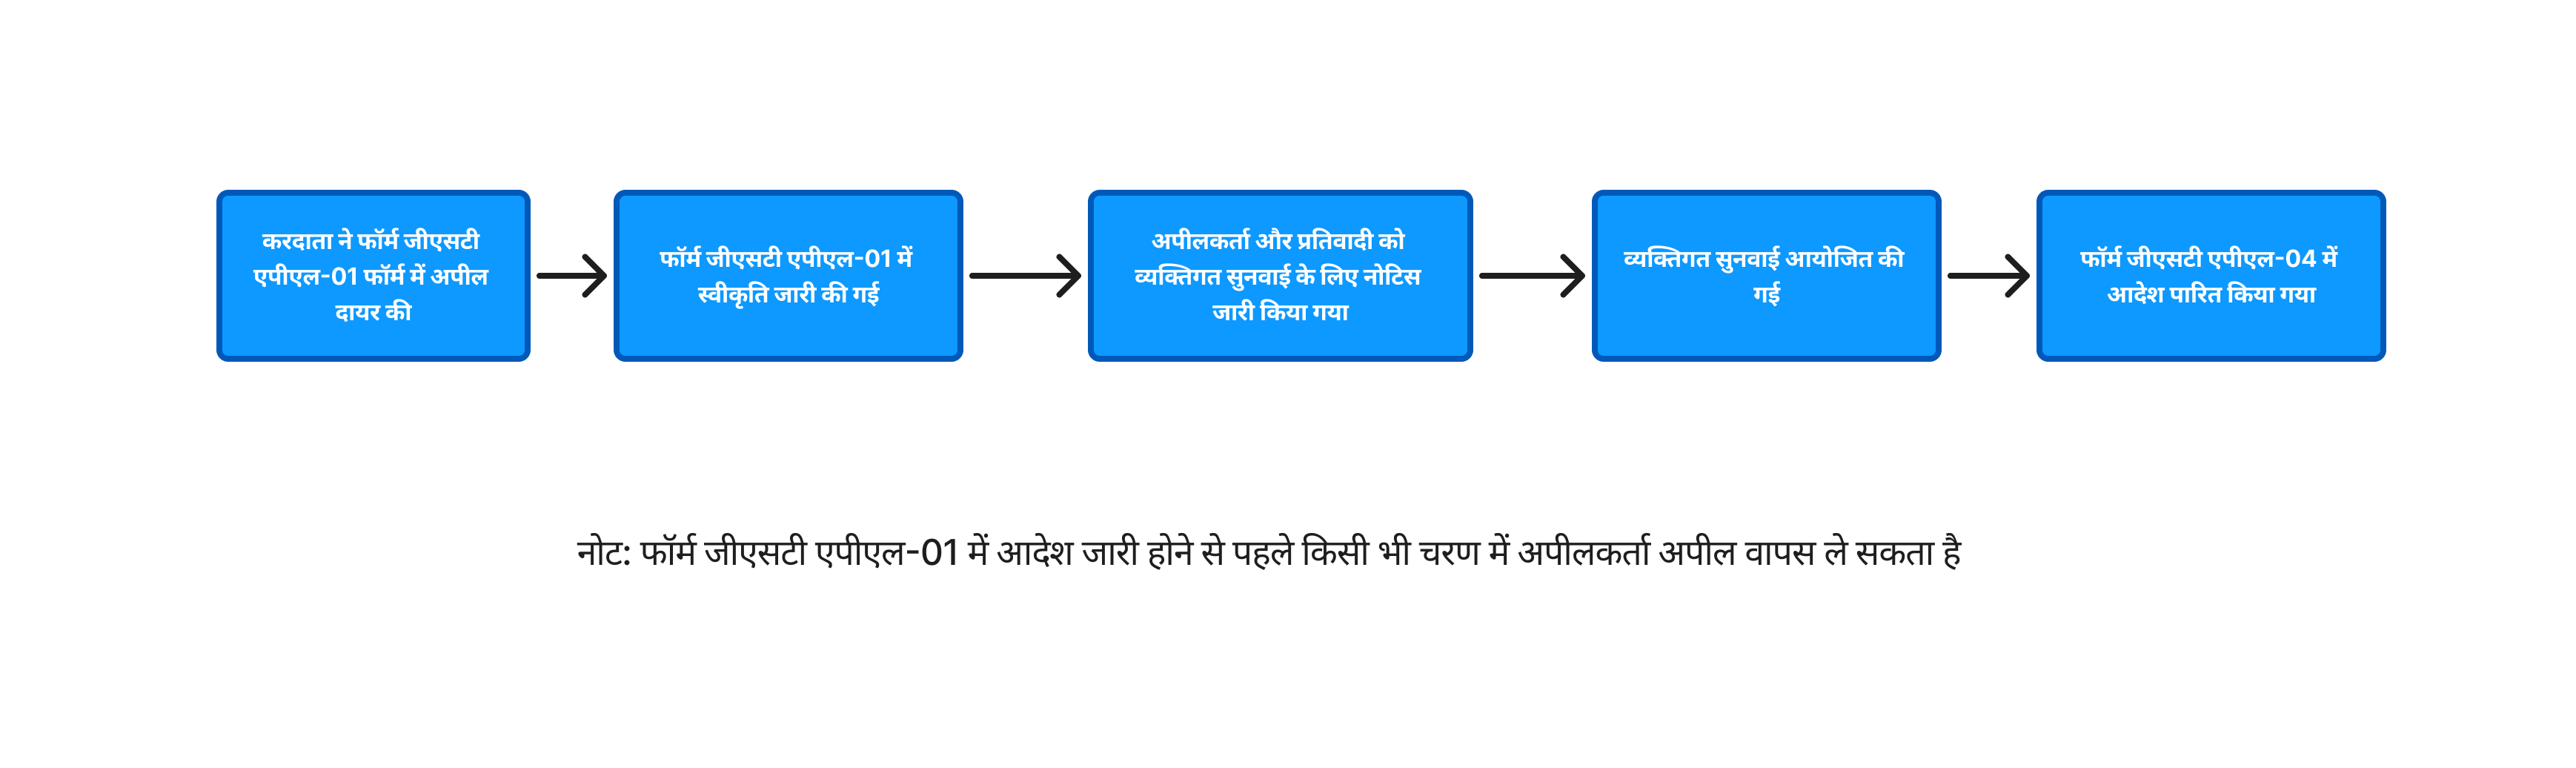 करदाता ने फॉर्म जीएसटी
एपीएल-01 फॉर्म में अपील
दायर की
फॉर्म जीएसटी एपीएल-01 में
स्वीकृति जारी की गई
अपीलकर्ता और प्रतिवादी को
व्यक्तिगत सुनवाई के लिए नोटिस
जारी किया गया
व्यक्तिगत सुनवाई आयोजित की
गई
फॉर्म जीएसटी एपीएल-04 में
आदेश पारित किया गया
नोट: फॉर्म जीएसटी एपीएल-01 में आदेश जारी होने से पहले किसी भी चरण में अपीलकर्ता अपील वापस ले सकता है